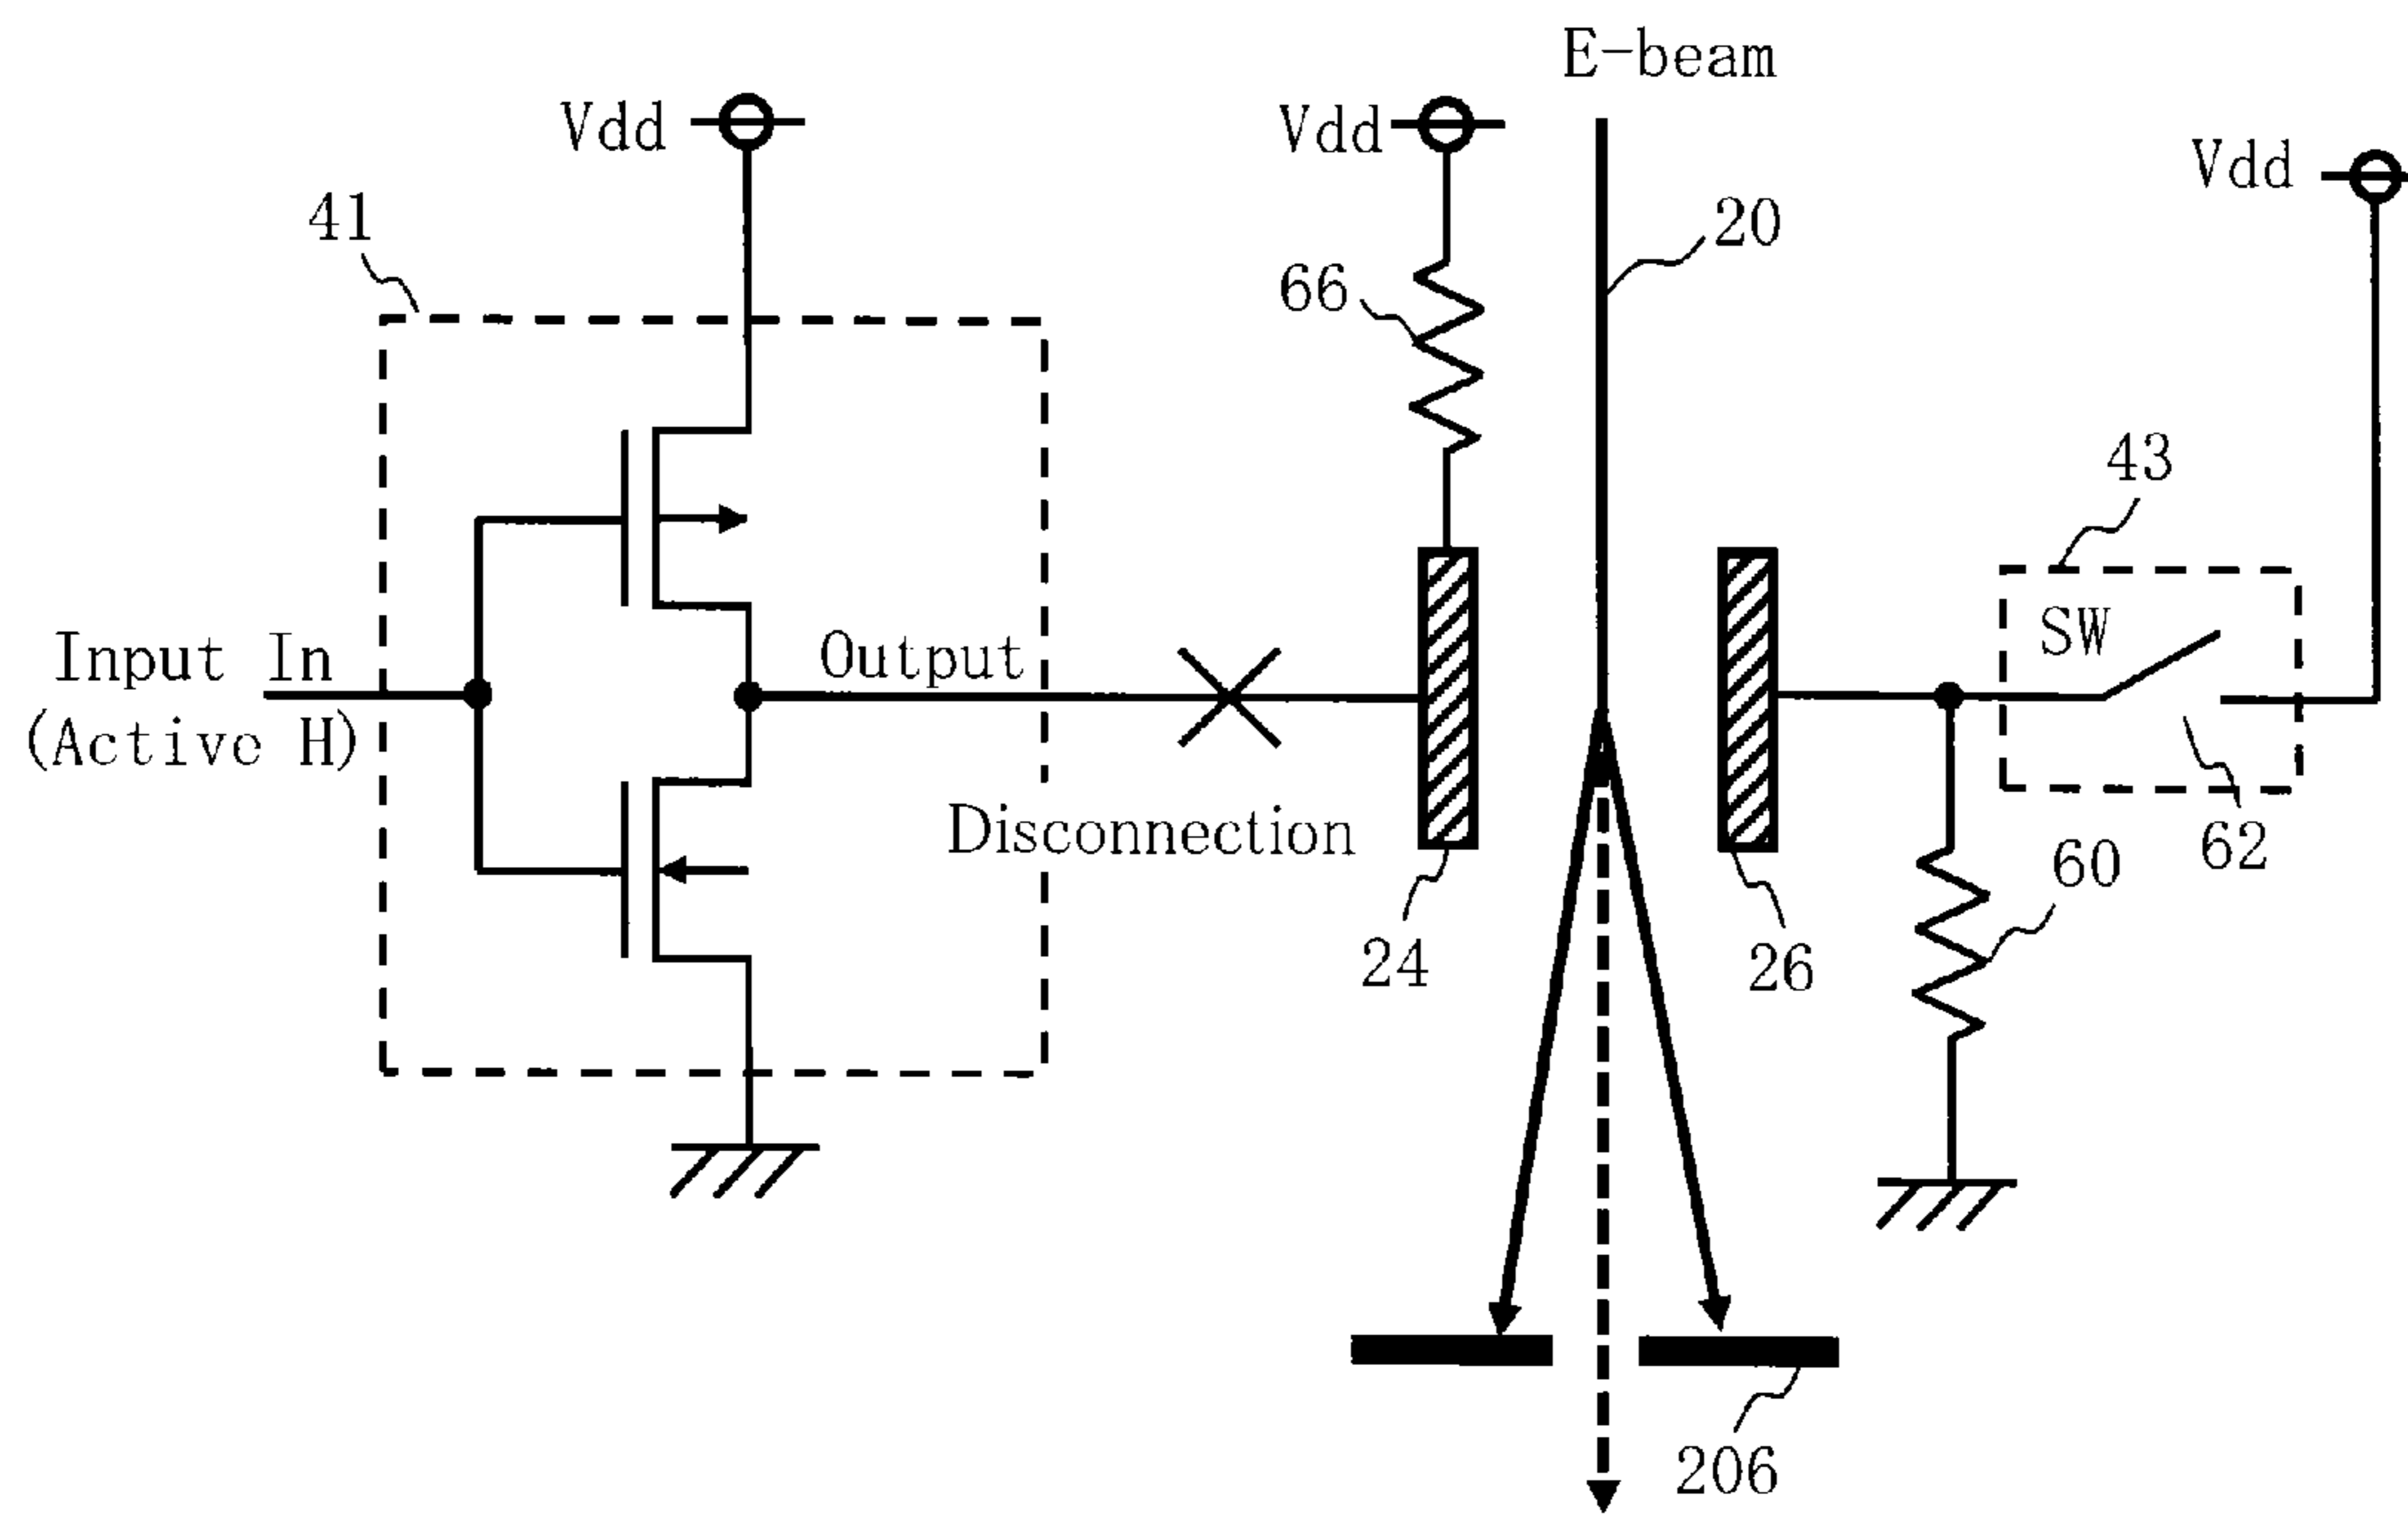 E-beam
Vdd
Vdd
Vdd
41
20
66
43
SW
Input In
(Active H)
Output
Disconnection
62
60
24
26
206